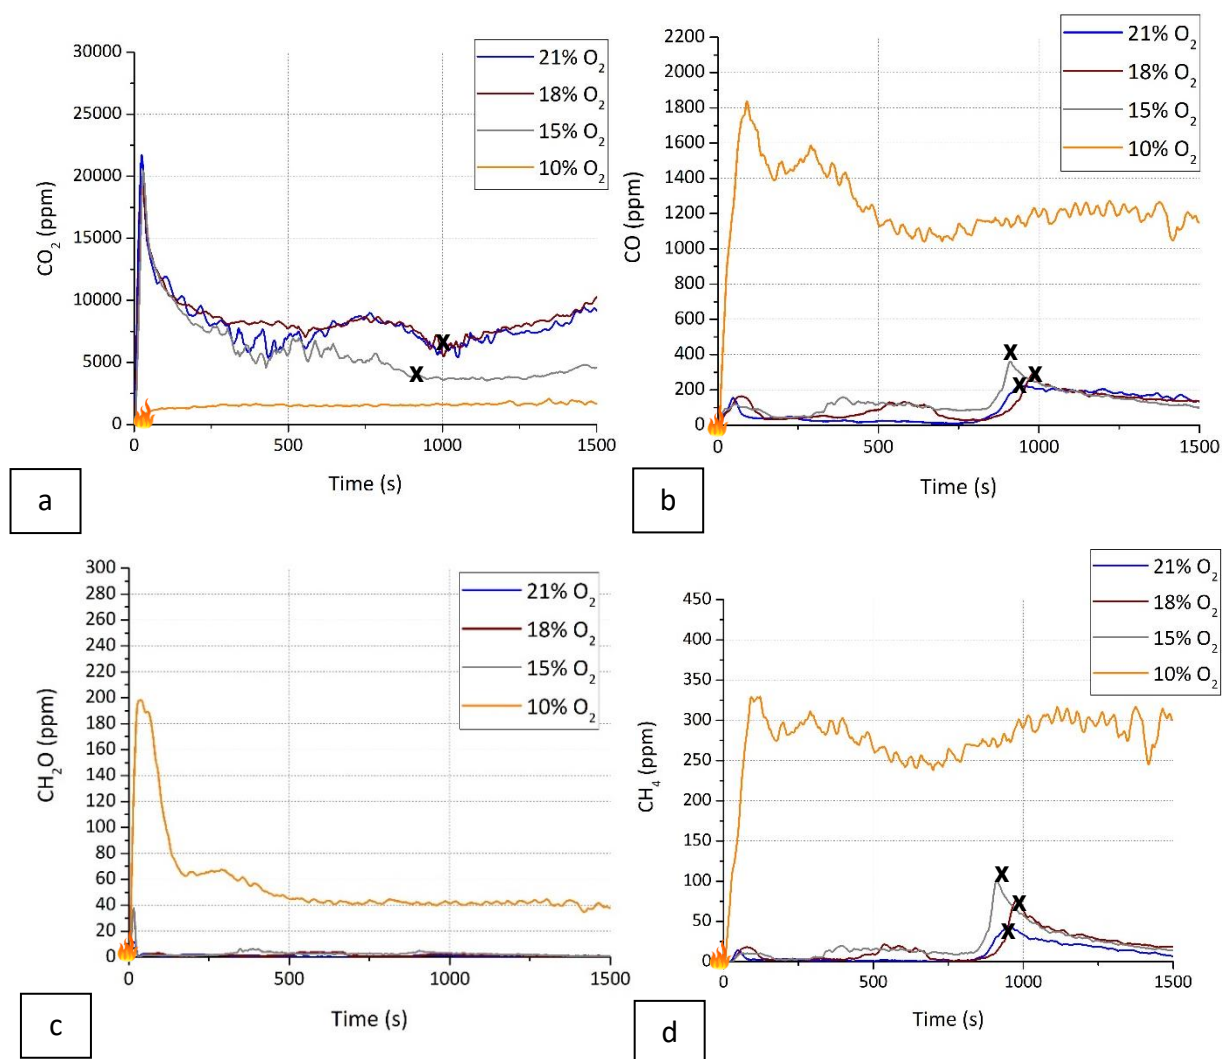 30000
25000
20000
15000
10000
5000
0
CO2 (ppm)
21% O2
18% O2
15% O2
10% O2
X
X
0
500
1000
1500
Time (s)
a
2200
2000
1800
1600
1400
1200
1000
800
600
400
200
0
CO (ppm)
21% O2
18% O2
15% O2
10% O2
X
X
X
0
500
1000
1500
Time (s)
b
300
280
260
240
220
200
180
160
140
120
100
80
60
40
20
0
CH2O (ppm)
21% O2
18% O2
15% O2
10% O2
0
500
1000
1500
Time (s)
c
450
400
350
300
250
200
150
100
50
0
CH4 (ppm)
21% O2
18% O2
15% O2
10% O2
X
X
X
0
500
1000
1500
Time (s)
d